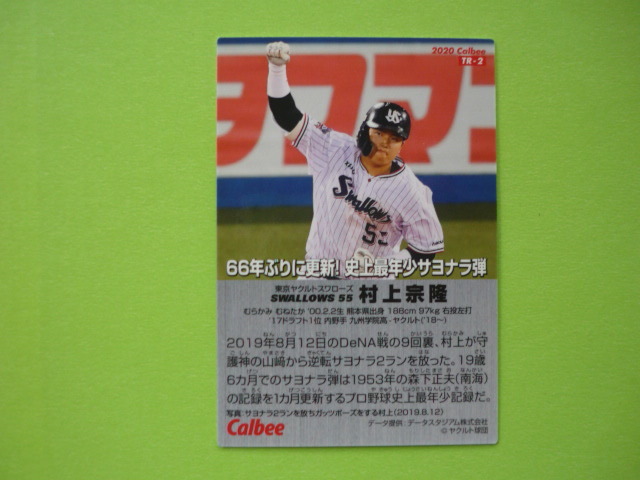 2020 Calbee
TR-2
ヲフマニ
Swallows
55
66年ぶりに更新! 史上最年少サヨナラ弾
東京ヤクルトスワローズ
SWALLOWS 55 村上宗隆
むらかみ むねたか '00.2.2生 熊本県出身 188cm 97kg 右投左打
'17ドラフト1位 内野手 九州学院高-ヤクルト('18~)
2019年8月12日のDeNA戦の9回裏、村上が守
護神の山﨑から逆転サヨナラ2ランを放った。19歳
6カ月でのサヨナラ弾は1953年の森下正夫(南海)
の記録を1カ月更新するプロ野球史上最年少記録だ。
写真:サヨナラ2ランを放ちガッツポーズをする村上(2019.8.12)
Calbee
データ提供:データスタジアム株式会社
©ヤクルト球団